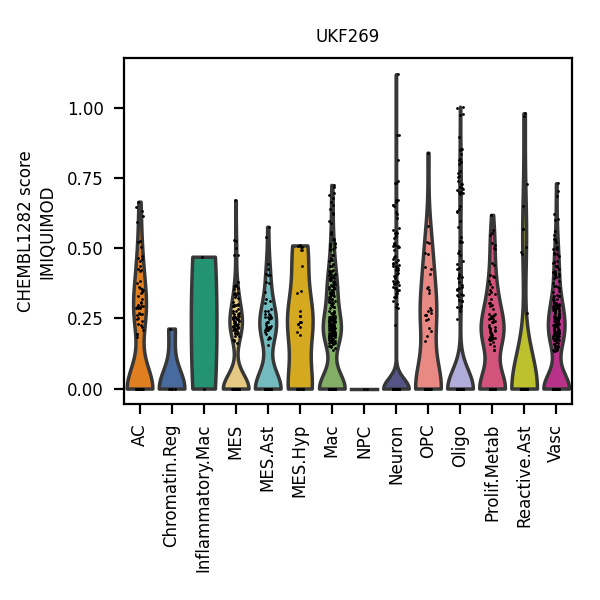 UKF269
CHEMBL1282 score
IMIQUIMOD
1.00
0.75
0.50
0.25
0.00
AC
Chromatin.Reg
Inflammatory.Mac
MES
MES.Ast
MES.Hyp
Mac
NPC
Neuron
OPC
Oligo
Prolif.Metab
Reactive.Ast
Vasc